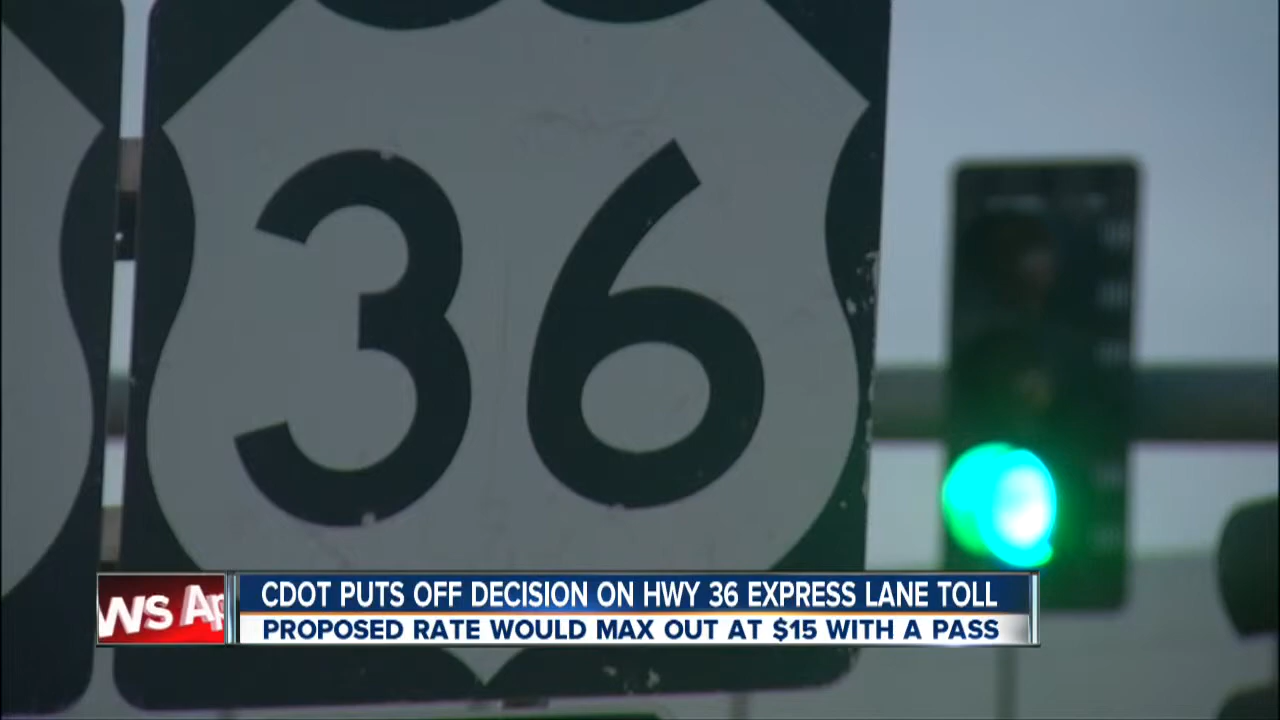 36
CDOT PUTS OFF DECISION ON HWY 36 EXPRESS LANE TOLL
PROPOSED RATE WOULD MAX OUT AT $15 WITH A PASS